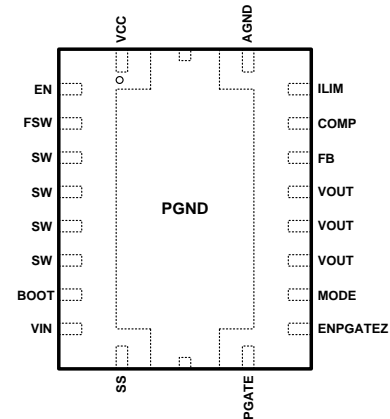 VCC
AGND
EN
ILIM
FSW
COMP
SW
FB
SW
VOUT
PGND
SW
VOUT
SW
VOUT
BOOT
MODE
VIN
ENPGATEZ
SS
PGATE